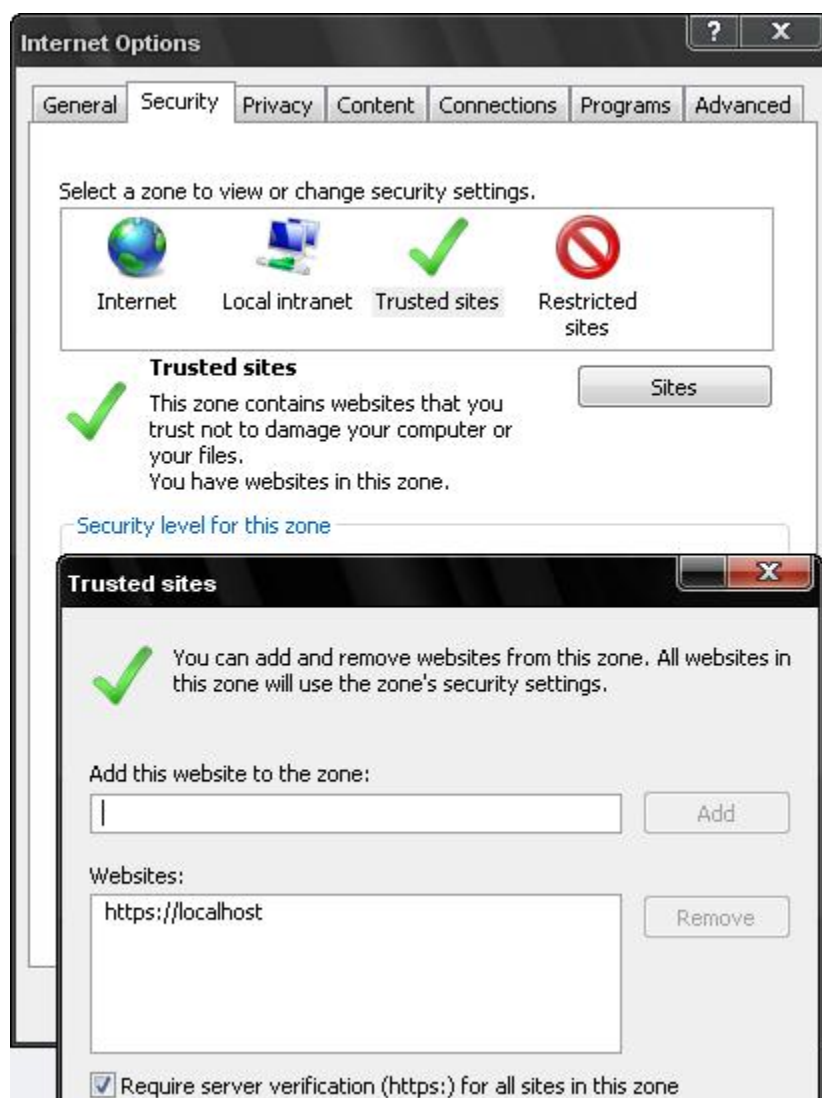 Internet Options
? X
General Security Privacy Content Connections Programs Advanced
Select a zone to view or change security settings.
Internet Local intranet Trusted sites Restricted
sites
Trusted sites
Sites
This zone contains websites that you
trust not to damage your computer or
your files.
You have websites in this zone.
Security level for this zone
Trusted sites
X
You can add and remove websites from this zone. All websites in
this zone will use the zone's security settings.
Add this website to the zone:
Add
Websites:
https://localhost
Remove
Require server verification (https:) for all sites in this zone